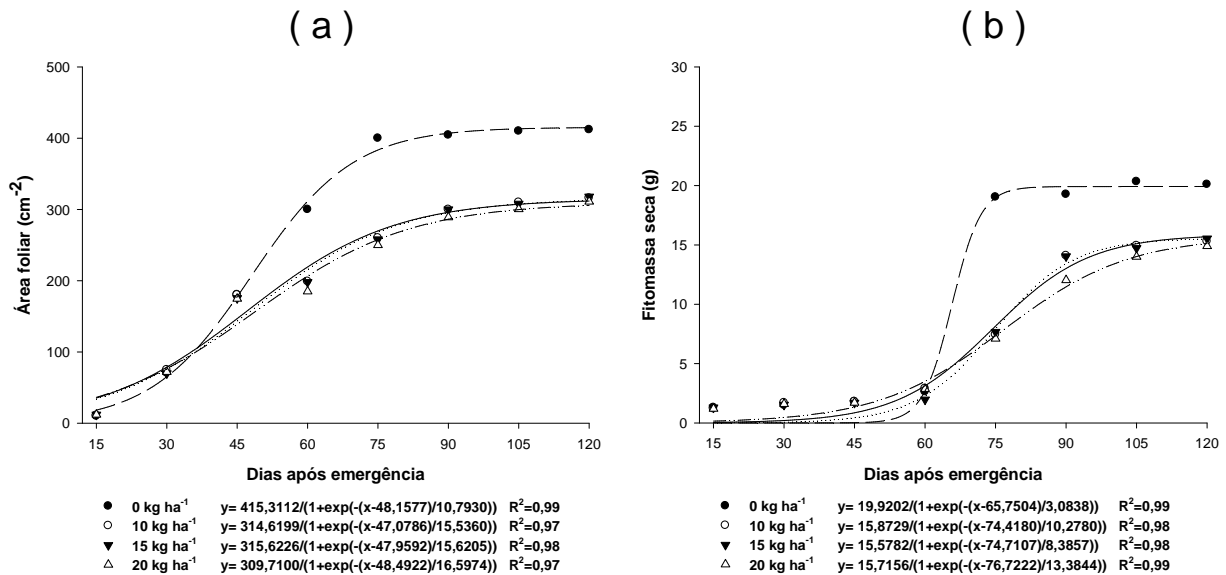 ( a )
500
400
300
200
100
0
Área foliar (cm⁻²)
15 30 45 60 75 90 105 120
Dias após emergência
0 kg ha⁻¹ y= 415,3112/(1+exp(-(x-48,1577)/10,7930)) R²=0,99
10 kg ha⁻¹ y= 314,6199/(1+exp(-(x-47,0786)/15,5360)) R²=0,97
15 kg ha⁻¹ y= 315,6226/(1+exp(-(x-47,9592)/15,6205)) R²=0,98
20 kg ha⁻¹ y= 309,7100/(1+exp(-(x-48,4922)/16,5974)) R²=0,97
( b )
30
25
20
15
10
5
0
Fitomassa seca (g)
15 30 45 60 75 90 105 120
Dias após emergência
0 kg ha⁻¹ y= 19,9202/(1+exp(-(x-65,7504)/3,0838)) R²=0,99
10 kg ha⁻¹ y= 15,8729/(1+exp(-(x-74,4180)/10,2780)) R²=0,98
15 kg ha⁻¹ y= 15,5782/(1+exp(-(x-74,7107)/8,3857)) R²=0,98
20 kg ha⁻¹ y= 15,7156/(1+exp(-(x-76,7222)/13,3844)) R²=0,99